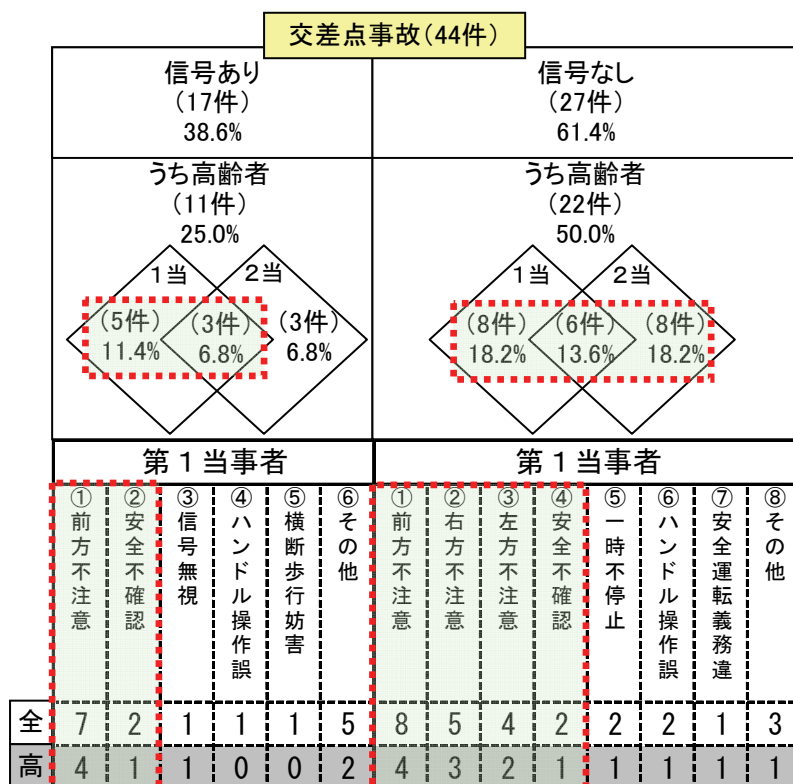 交差点事故(44件)
信号あり
(17件)
38.6%
信号なし
(27件)
61.4%
うち高齢者
(11件)
25.0%
うち高齢者
(22件)
50.0%
1当
2当
(5件)
11.4%
(3件)
6.8%
(3件)
6.8%
1当
2当
(8件)
18.2%
(6件)
13.6%
(8件)
18.2%
第1当事者
第1当事者
①前方不注意
②安全不確認
③信号無視
④ハンドル操作誤
⑤横断歩行妨害
⑥その他
①前方不注意
②右方不注意
③左方不注意
④安全不確認
⑤一時不停止
⑥ハンドル操作誤
⑦安全運転義務違
⑧その他
全 7 2 1 1 1 5 8 5 4 2 2 2 1 3
高 4 1 1 0 0 2 4 3 2 1 1 1 1 1